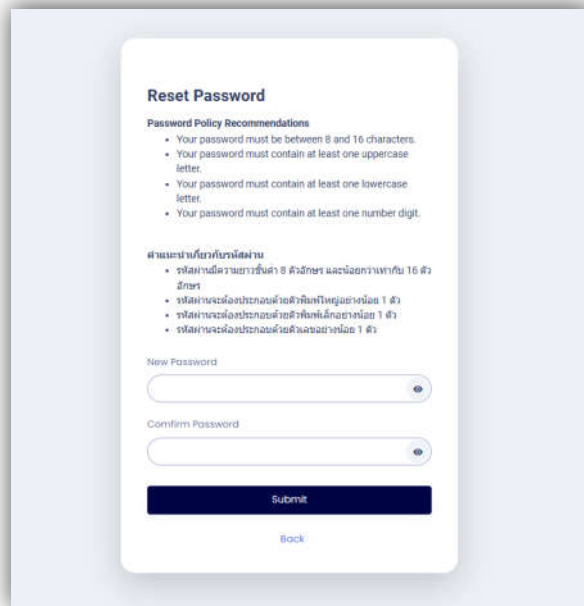 Reset Password
Password Policy Recommendations
• Your password must be between 8 and 16 characters.
• Your password must contain at least one uppercase
letter.
• Your password must contain at least one lowercase
letter.
• Your password must contain at least one number digit.
คำแนะนำเกี่ยวกับรหัสผ่าน
• รหัสผ่านมีความยาวขั้นต่ำ 8 ตัวอักษร และน้อยกว่าเท่ากับ 16 ตัว
อักษร
• รหัสผ่านจะต้องประกอบด้วยตัวพิมพ์ใหญ่อย่างน้อย 1 ตัว
• รหัสผ่านจะต้องประกอบด้วยตัวพิมพ์เล็กอย่างน้อย 1 ตัว
• รหัสผ่านจะต้องประกอบด้วยตัวเลขอย่างน้อย 1 ตัว
New Password
Comfirm Password
Submit
Back